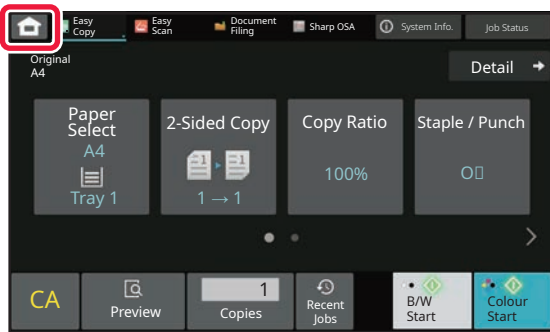 Easy
Copy
Easy
Scan
Document
Filing
Sharp OSA
System Info.
Job Status
Original
A4
Detail
Paper
Select
A4
Tray 1
2-Sided Copy
1 → 1
Copy Ratio
100%
Staple / Punch
CA
Preview
1
Copies
Recent
Jobs
B/W
Start
Colour
Start